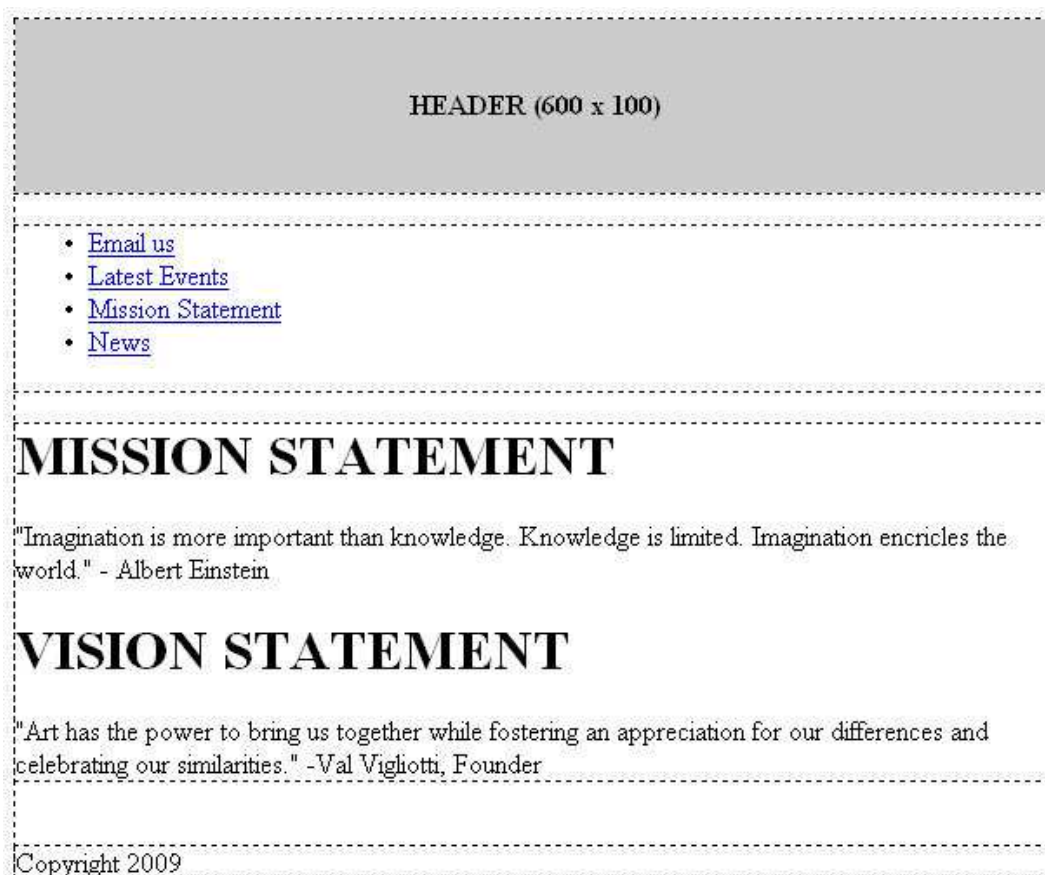 HEADER (600 x 100)
• Email us
• Latest Events
• Mission Statement
• News
MISSION STATEMENT
"Imagination is more important than knowledge. Knowledge is limited. Imagination encricles the
world." - Albert Einstein
VISION STATEMENT
"Art has the power to bring us together while fostering an appreciation for our differences and
celebrating our similarities." -Val Vigliotti, Founder
Copyright 2009